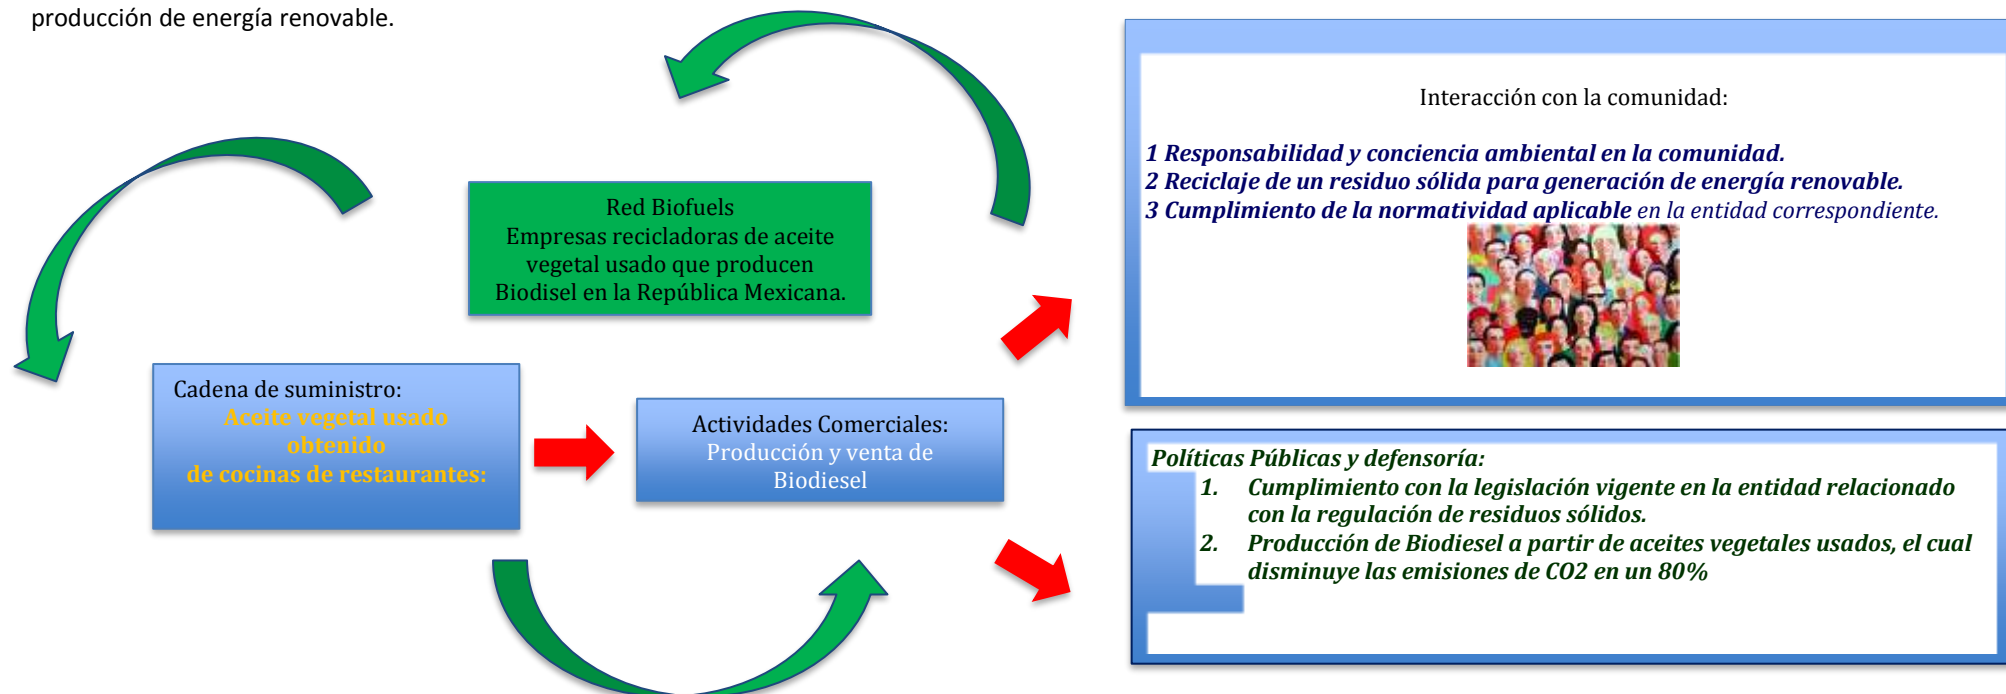 producción de energía renovable.
Red Biofuels
Empresas recicladoras de aceite
vegetal usado que producen
Biodisel en la República Mexicana.
Cadena de suministro:
Aceite vegetal usado
obtenido
de cocinas de restaurantes:
Actividades Comerciales:
Producción y venta de
Biodiesel
Interacción con la comunidad:
1 Responsabilidad y conciencia ambiental en la comunidad.
2 Reciclaje de un residuo sólida para generación de energía renovable.
3 Cumplimiento de la normatividad aplicable en la entidad correspondiente.
Políticas Públicas y defensoría:
1. Cumplimiento con la legislación vigente en la entidad relacionado
con la regulación de residuos sólidos.
2. Producción de Biodiesel a partir de aceites vegetales usados, el cual
disminuye las emisiones de CO2 en un 80%